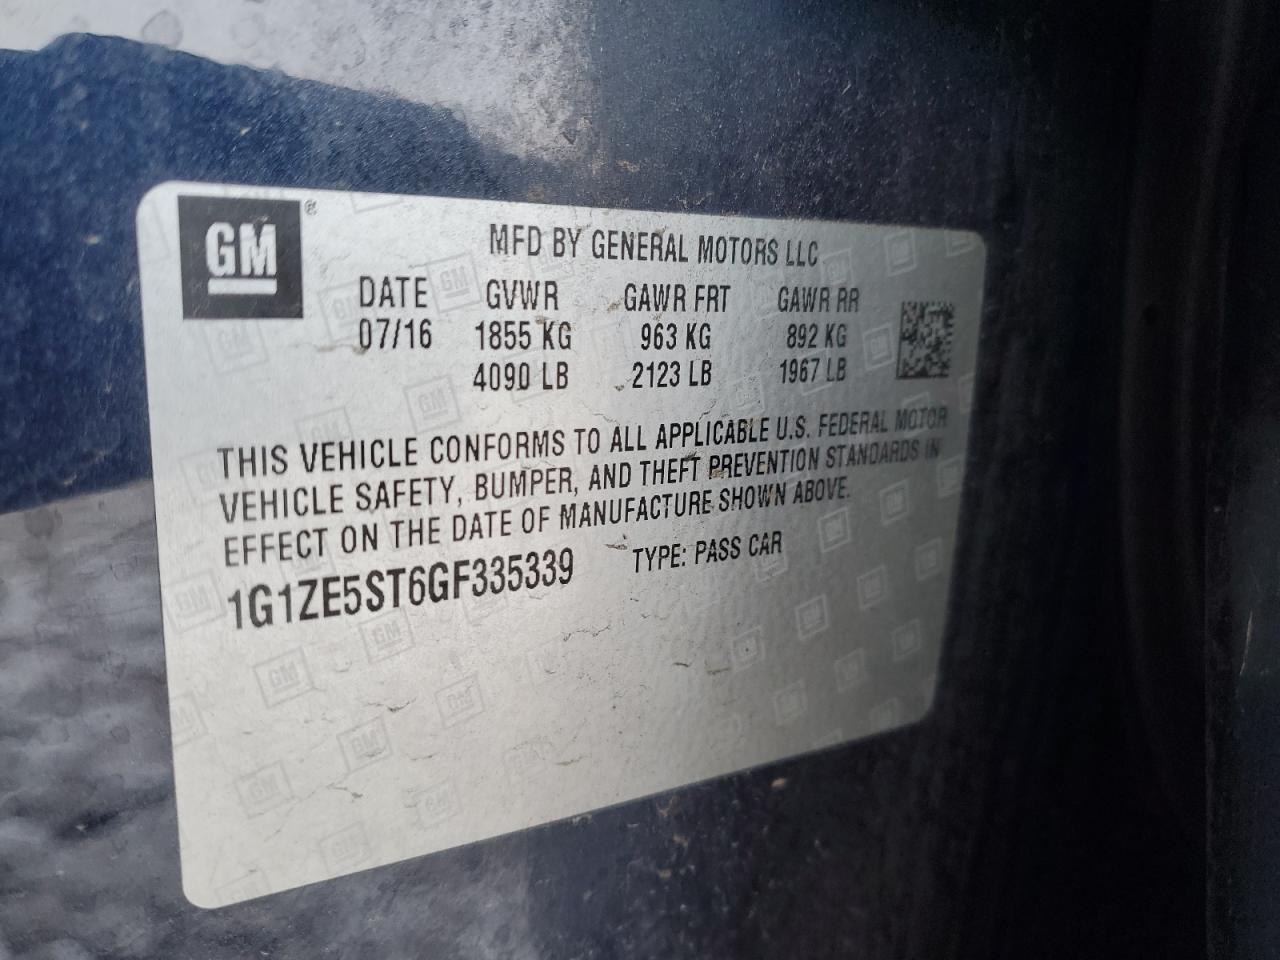 GM®
MFD BY GENERAL MOTORS LLC
DATE GVWR GAWR FRT GAWR RR
07/16 1855 KG 963 KG 892 KG
4090 LB 2123 LB 1967 LB
THIS VEHICLE CONFORMS TO ALL APPLICABLE U.S. FEDERAL MOTOR
VEHICLE SAFETY, BUMPER, AND THEFT PREVENTION STANDARDS IN
EFFECT ON THE DATE OF MANUFACTURE SHOWN ABOVE.
1G1ZE5ST6GF335339 TYPE: PASS CAR